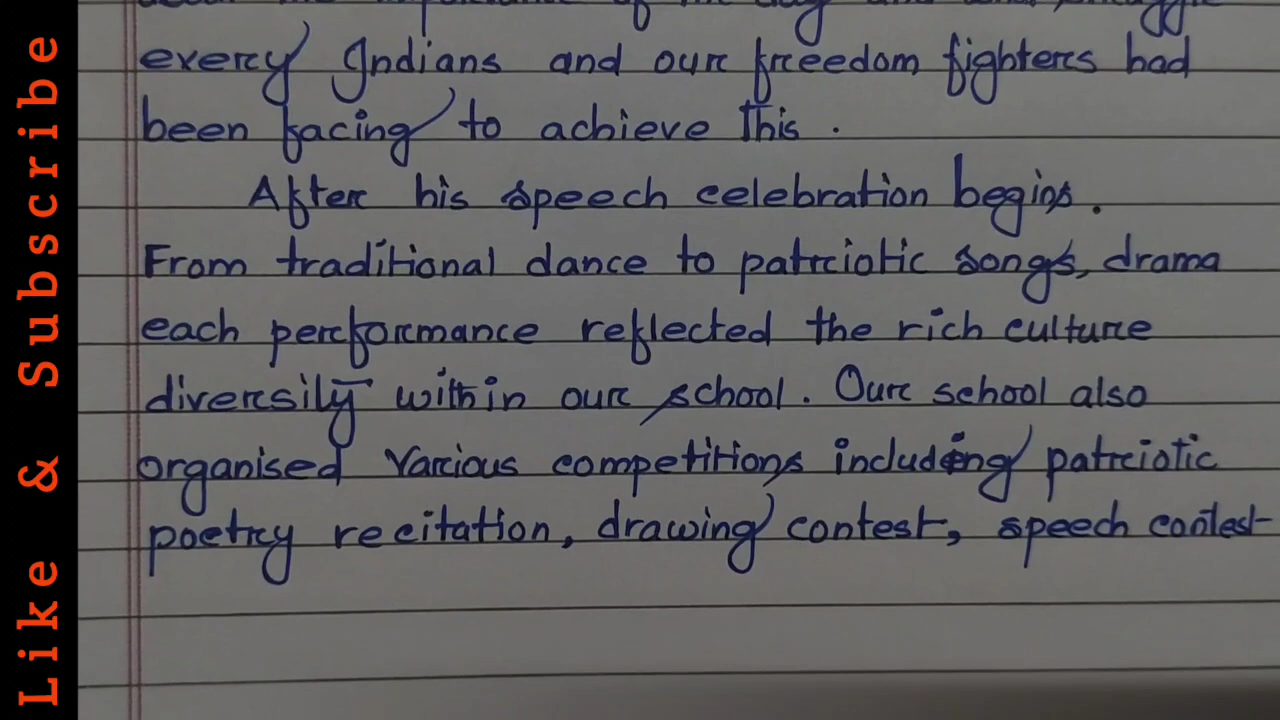 every Indians and our freedom fighters had
been facing to achieve this.
After his speech celebration begins.
From traditional dance to patriotic songs, drama
each performance reflected the rich culture
diversity within our school. Our school also
organised various competitions including patriotic
poetry recitation, drawing contest, speech contest
Like & Subscribe